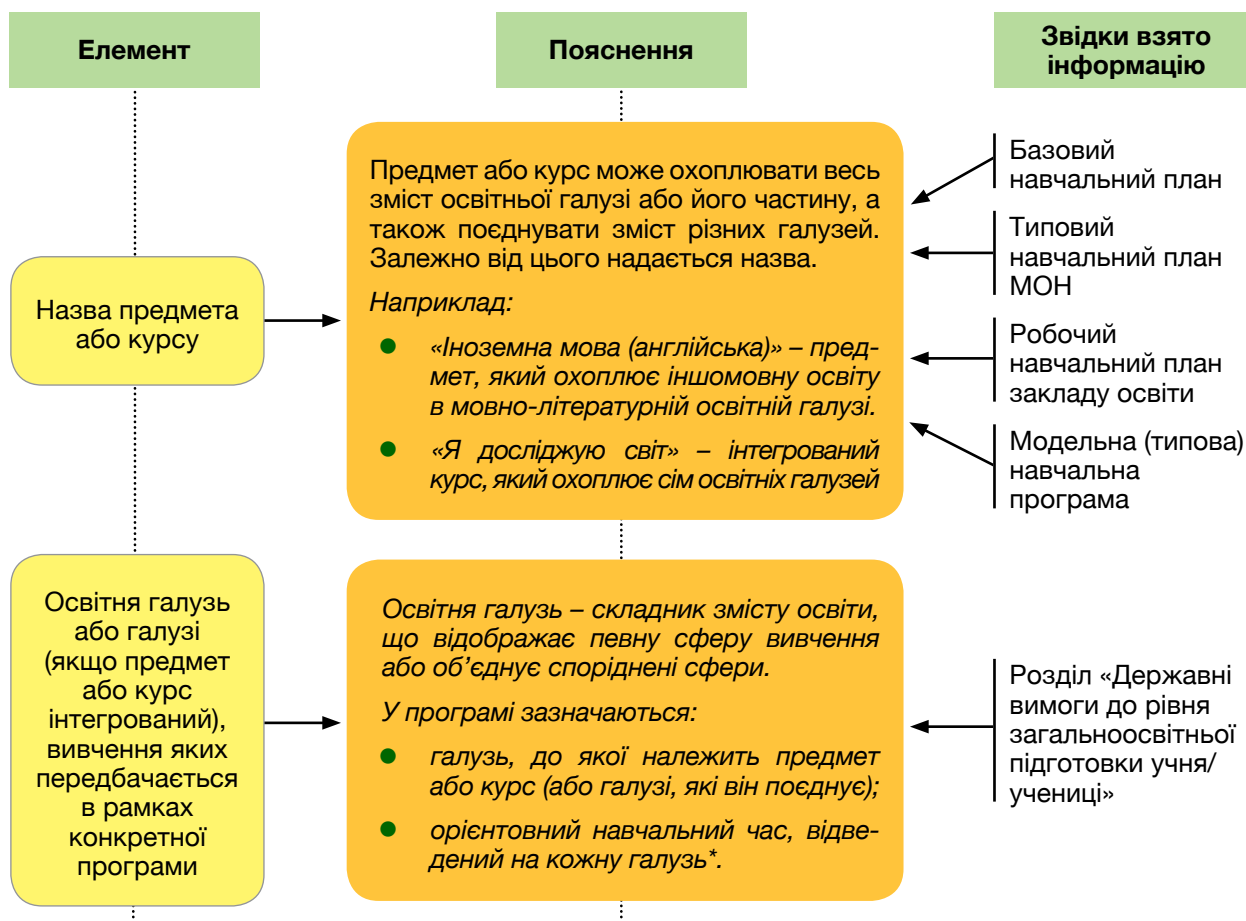 Елемент
Пояснення
Звідки взято
інформацію
Назва предмета
або курсу
Предмет або курс може охоплювати весь
зміст освітньої галузі або його частину, а
також поєднувати зміст різних галузей.
Залежно від цього надається назва.
Наприклад:
● «Іноземна мова (англійська)» – пред-
мет, який охоплює іншомовну освіту
в мовно-літературній освітній галузі.
● «Я досліджую світ» – інтегрований
курс, який охоплює сім освітніх галузей
Базовий
навчальний план
Типовий
навчальний план
МОН
Робочий
навчальний план
закладу освіти
Модельна (типова)
навчальна
програма
Освітня галузь
або галузі
(якщо предмет
або курс
інтегрований),
вивчення яких
передбачається
в рамках
конкретної
програми
Освітня галузь – складник змісту освіти,
що відображає певну сферу вивчення
або об’єднує споріднені сфери.
У програмі зазначаються:
● галузь, до якої належить предмет
або курс (або галузі, які він поєднує);
● орієнтовний навчальний час, відве-
дений на кожну галузь*.
Розділ «Державні
вимоги до рівня
загальноосвітньої
підготовки учня/
учениці»